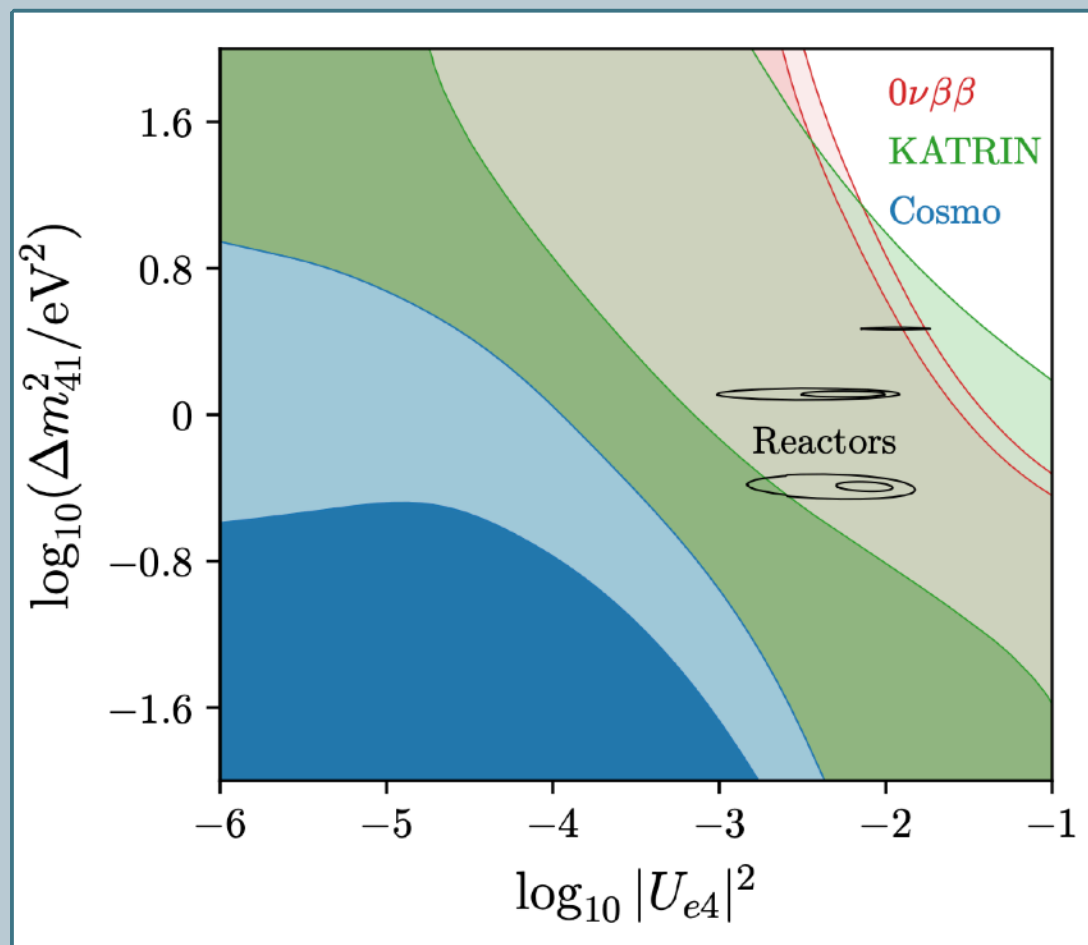 0νββ
KATRIN
Cosmo
Reactors
log₁₀(Δm²₄₁/eV²)
1.6
0.8
0
−0.8
−1.6
−6 −5 −4 −3 −2 −1
log₁₀ |Uₑ₄|²